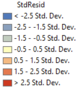 StdResid
< -2.5 Std. Dev.
-2.5 - -1.5 Std. Dev.
-1.5 - -0.5 Std. Dev.
-0.5 - 0.5 Std. Dev.
0.5 - 1.5 Std. Dev.
1.5 - 2.5 Std. Dev.
> 2.5 Std. Dev.